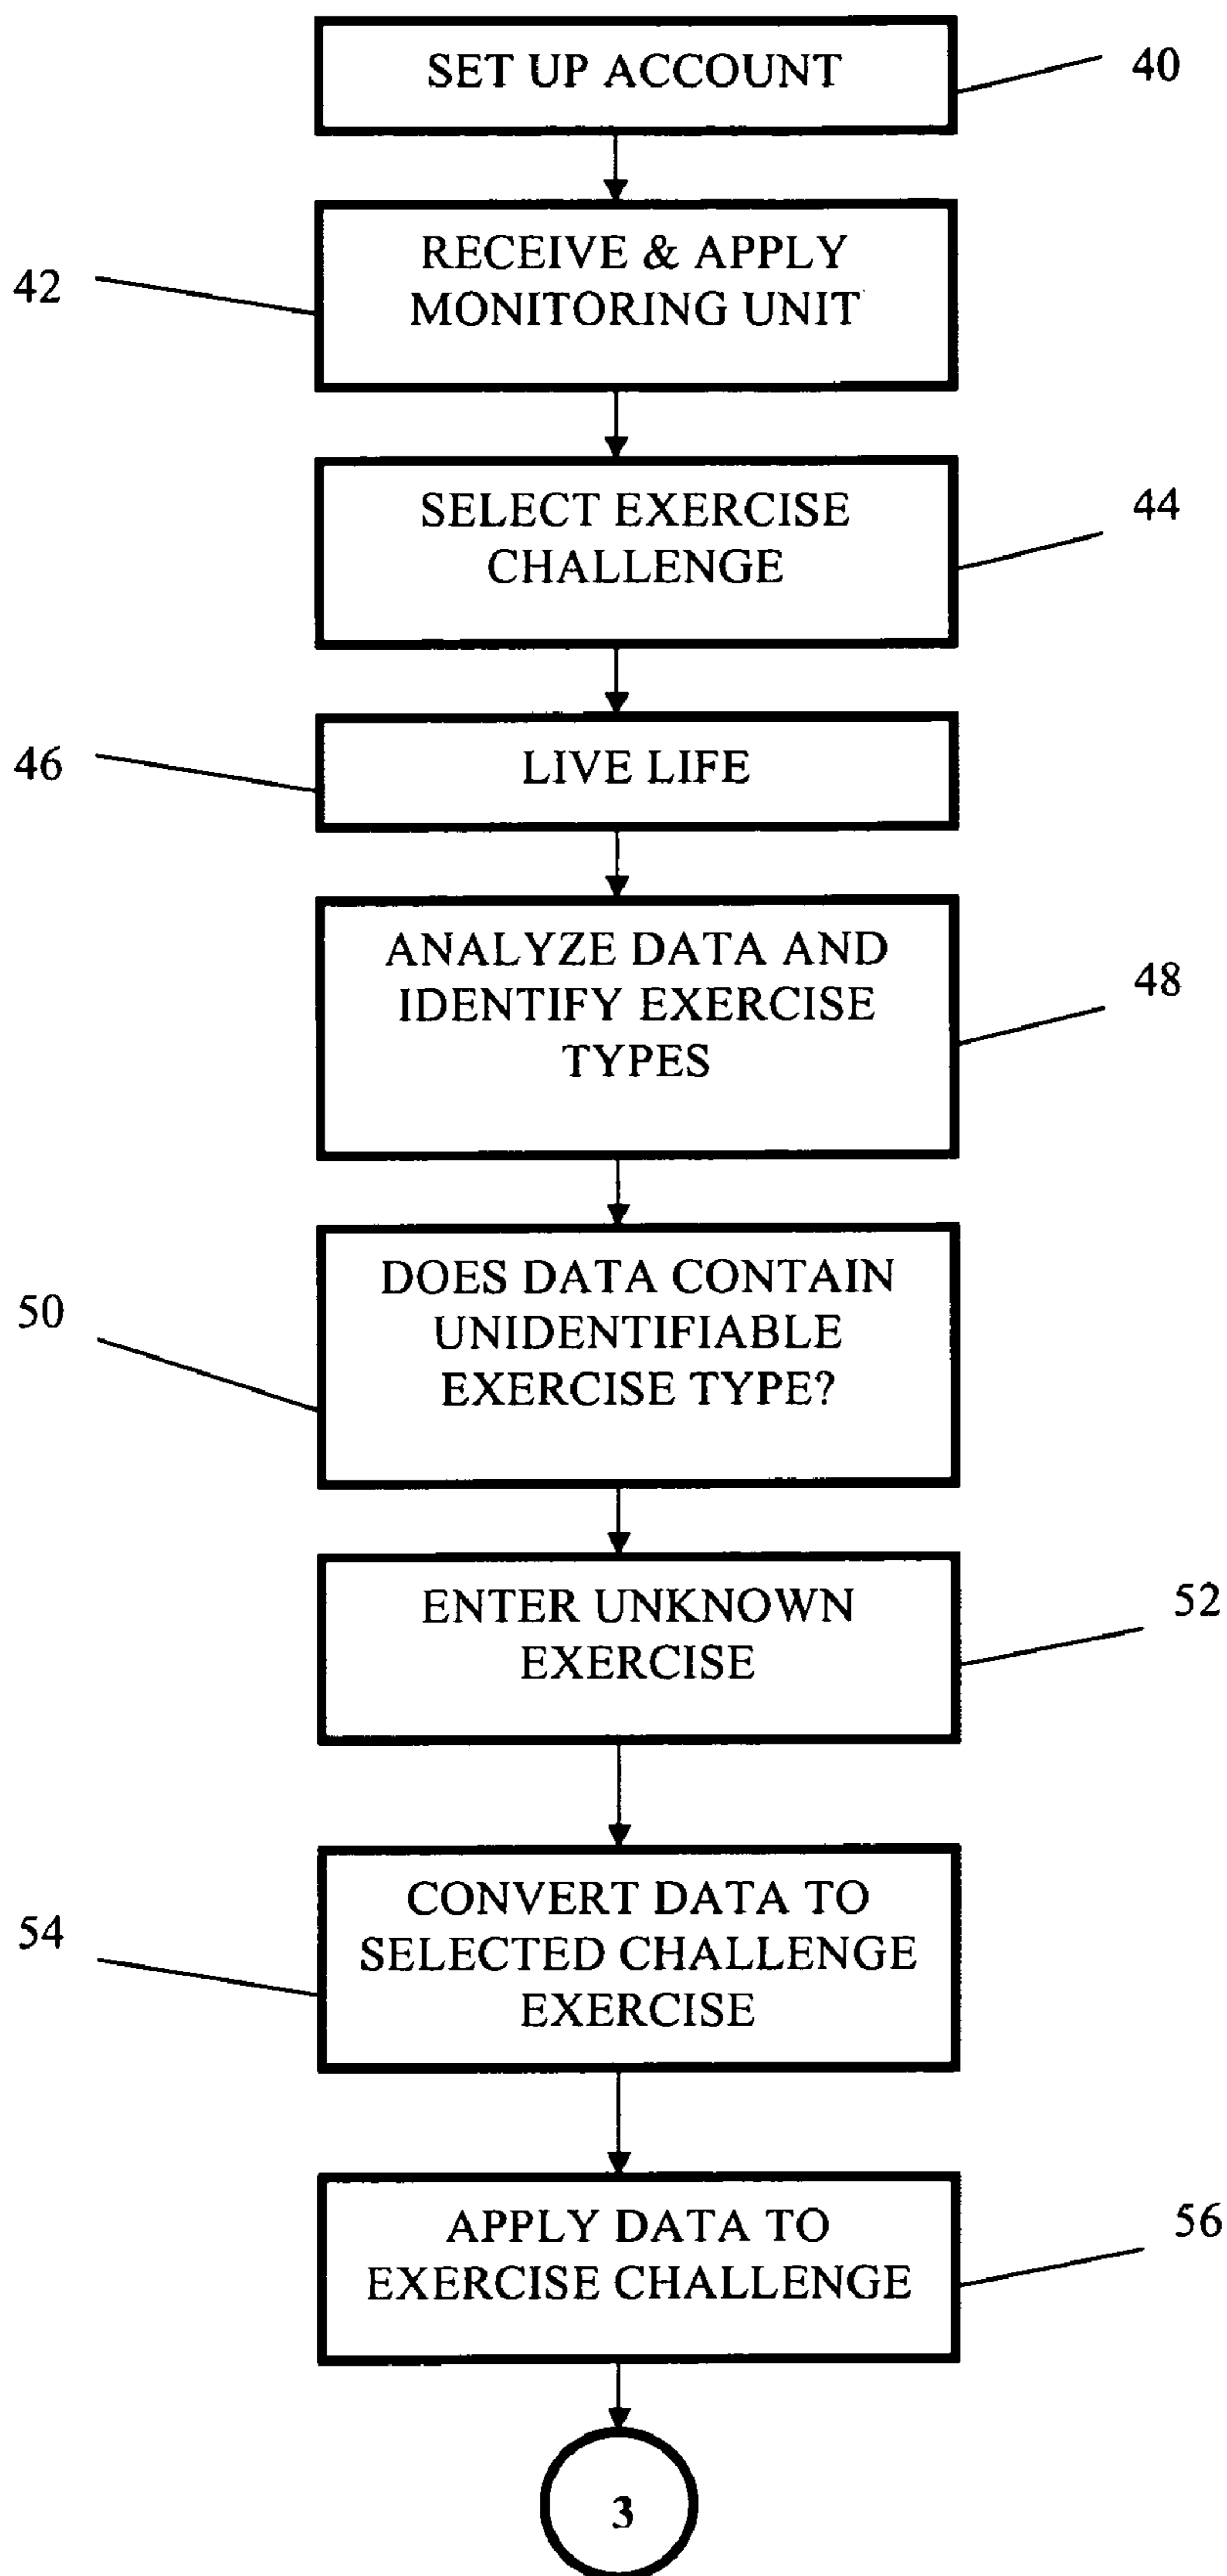 SET UP ACCOUNT
40
RECEIVE & APPLY
MONITORING UNIT
42
SELECT EXERCISE
CHALLENGE
44
LIVE LIFE
46
ANALYZE DATA AND
IDENTIFY EXERCISE
TYPES
48
DOES DATA CONTAIN
UNIDENTIFIABLE
EXERCISE TYPE?
50
ENTER UNKNOWN
EXERCISE
52
CONVERT DATA TO
SELECTED CHALLENGE
EXERCISE
54
APPLY DATA TO
EXERCISE CHALLENGE
56
3